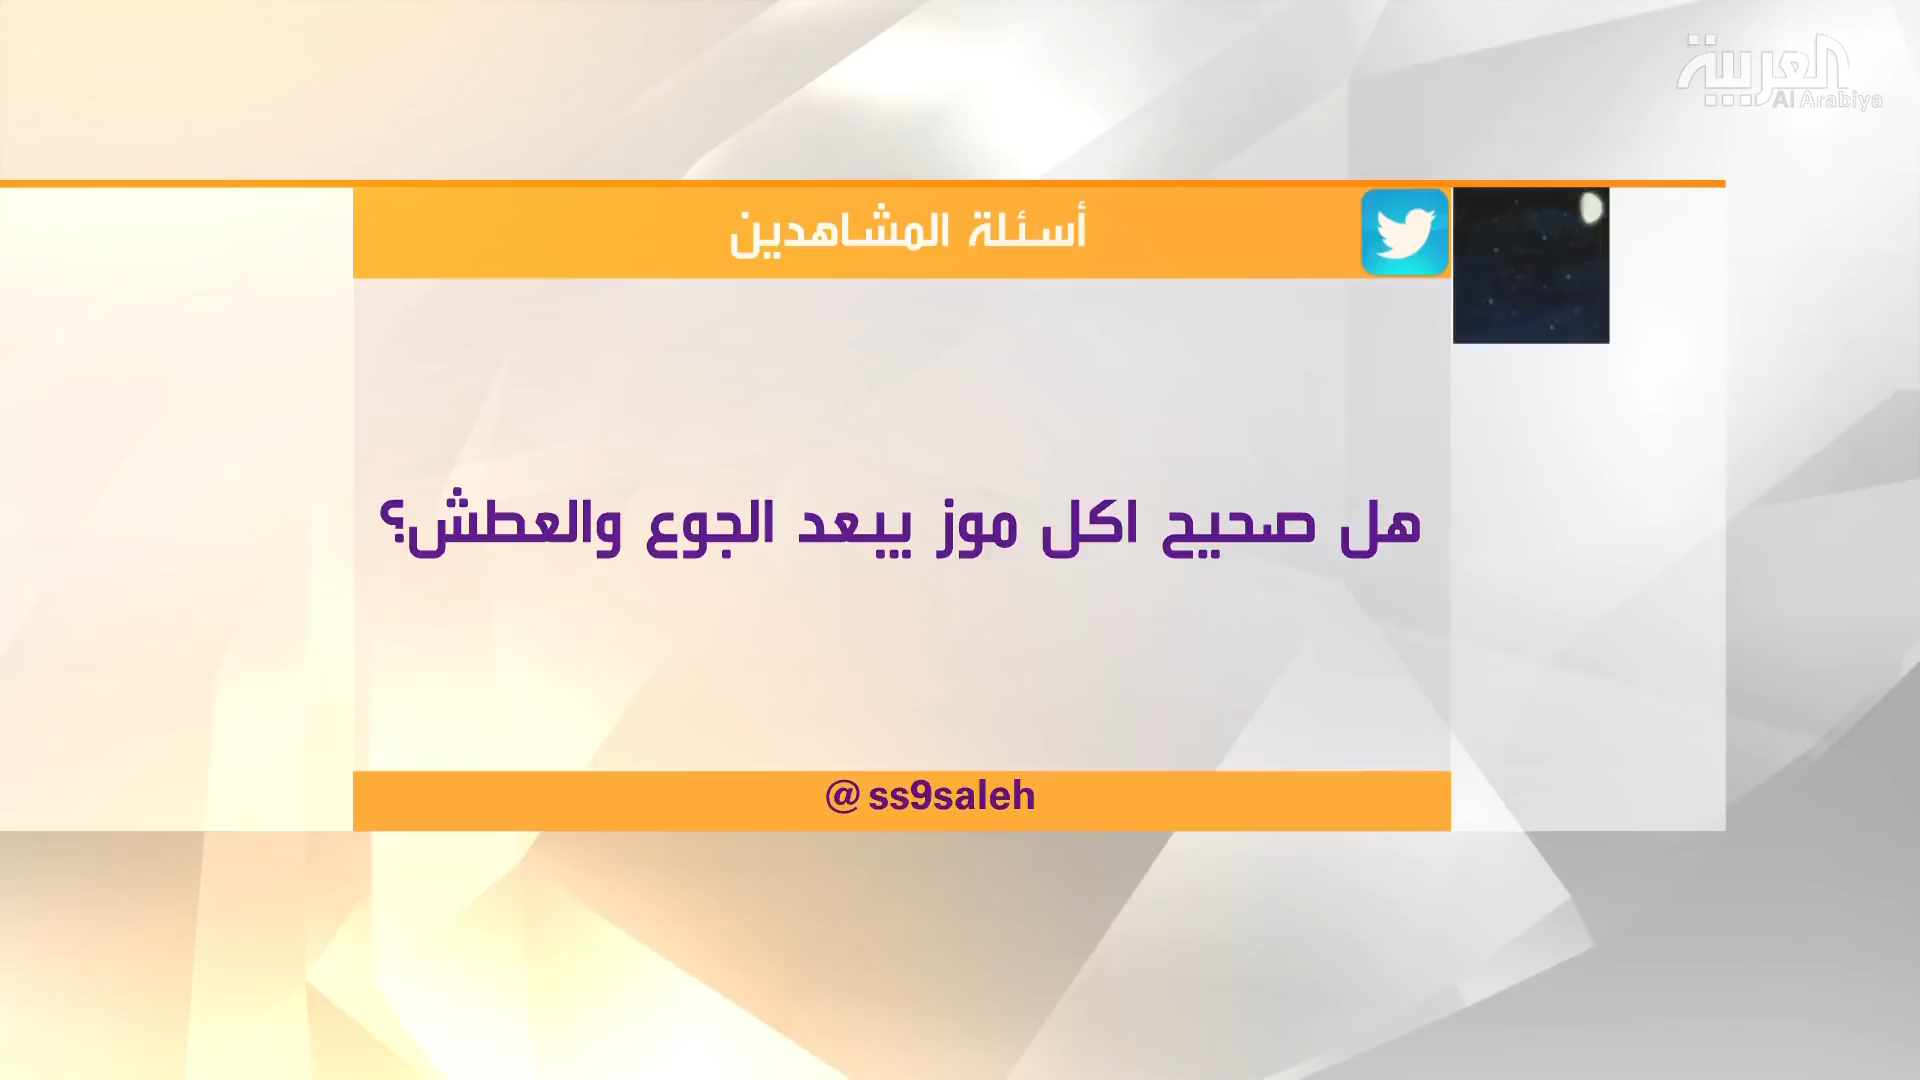 العربية
Al Arabiya
أسئلة المشاهدين
هل صحيح اكل موز يبعد الجوع والعطش؟
@ss9saleh